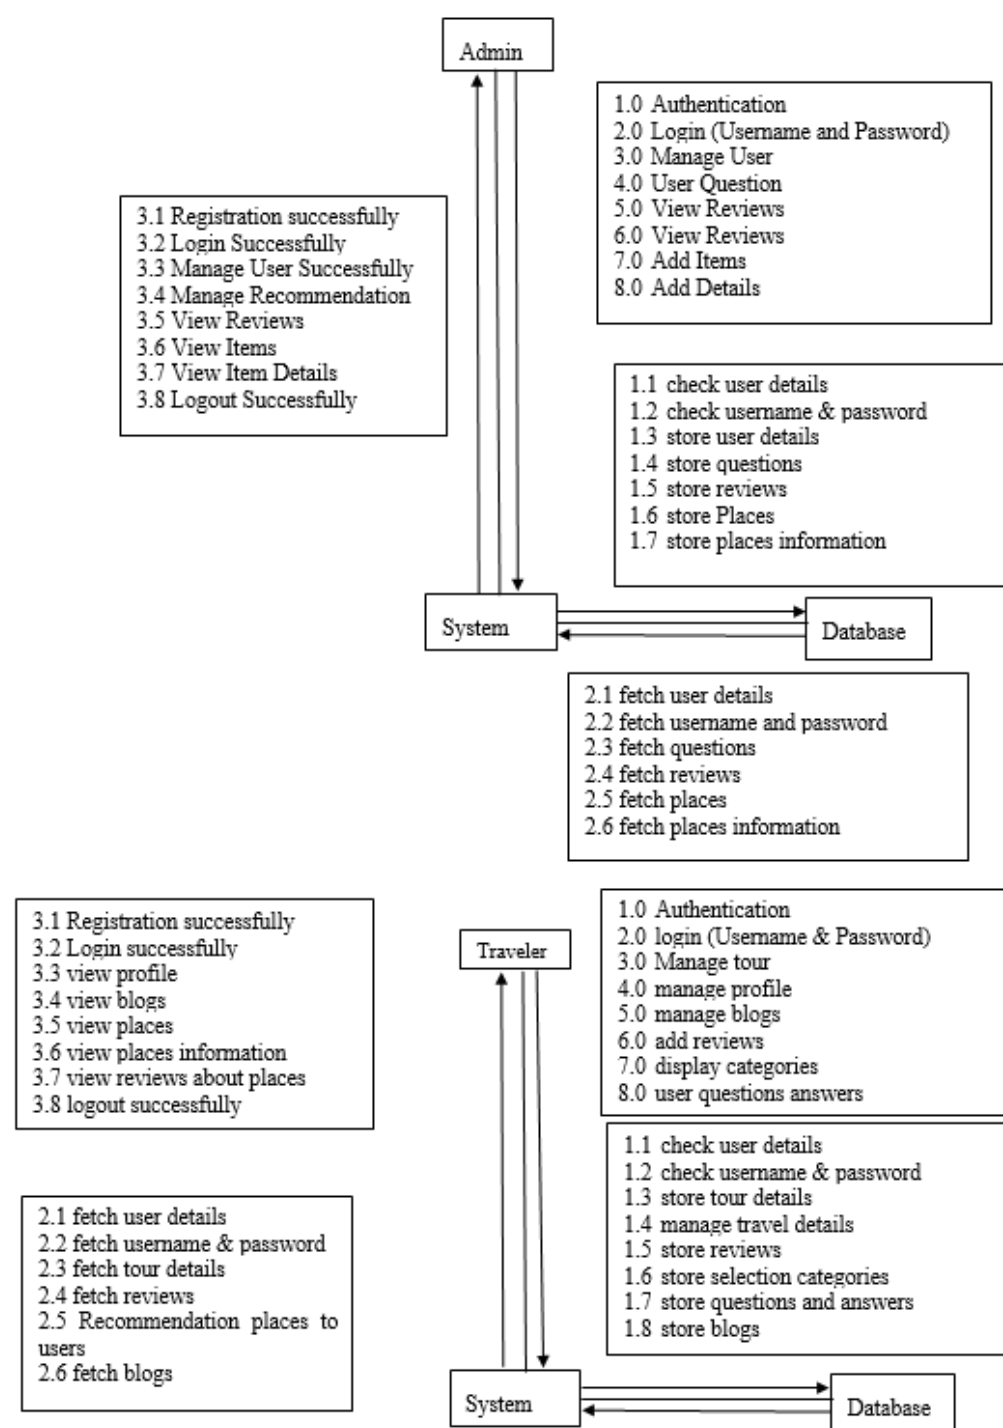 Admin
1.0 Authentication
2.0 Login (Username and Password)
3.0 Manage User
4.0 User Question
5.0 View Reviews
6.0 View Reviews
7.0 Add Items
8.0 Add Details
3.1 Registration successfully
3.2 Login Successfully
3.3 Manage User Successfully
3.4 Manage Recommendation
3.5 View Reviews
3.6 View Items
3.7 View Item Details
3.8 Logout Successfully
1.1 check user details
1.2 check username & password
1.3 store user details
1.4 store questions
1.5 store reviews
1.6 store Places
1.7 store places information
System
Database
2.1 fetch user details
2.2 fetch username and password
2.3 fetch questions
2.4 fetch reviews
2.5 fetch places
2.6 fetch places information
3.1 Registration successfully
3.2 Login successfully
3.3 view profile
3.4 view blogs
3.5 view places
3.6 view places information
3.7 view reviews about places
3.8 logout successfully
Traveler
1.0 Authentication
2.0 login (Username & Password)
3.0 Manage tour
4.0 manage profile
5.0 manage blogs
6.0 add reviews
7.0 display categories
8.0 user questions answers
1.1 check user details
1.2 check username & password
1.3 store tour details
1.4 manage travel details
1.5 store reviews
1.6 store selection categories
1.7 store questions and answers
1.8 store blogs
2.1 fetch user details
2.2 fetch username & password
2.3 fetch tour details
2.4 fetch reviews
2.5 Recommendation places to
users
2.6 fetch blogs
System
Database